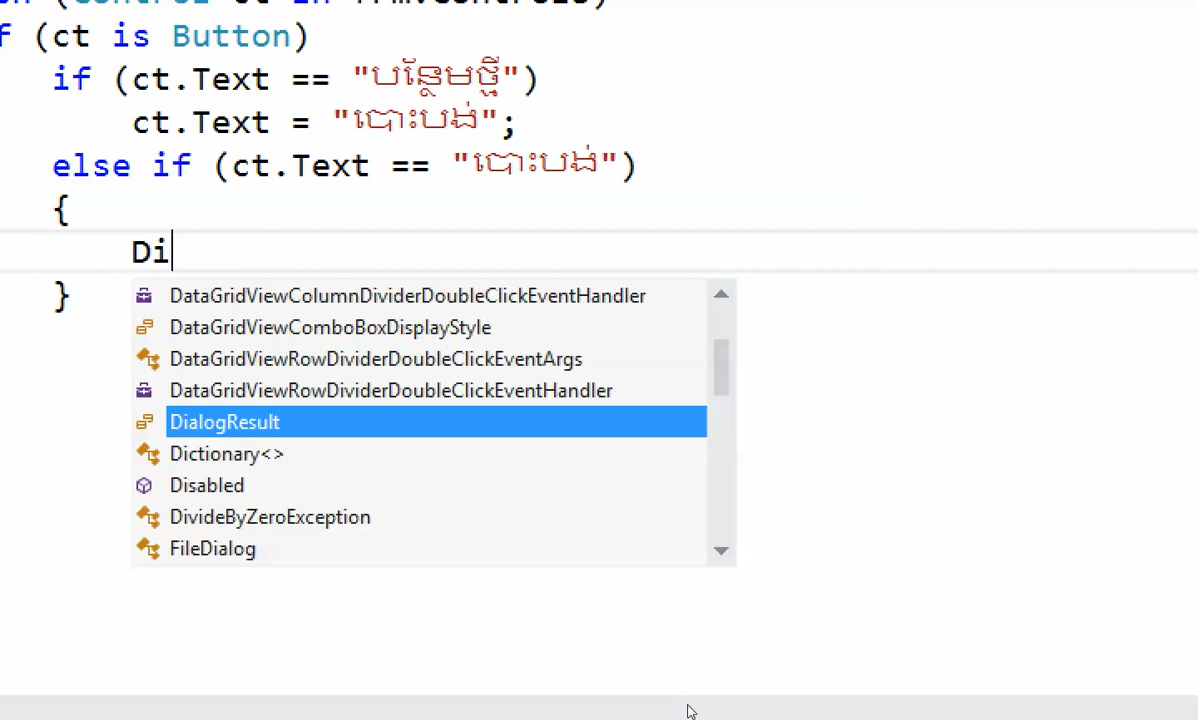 f (ct is Button)
if (ct.Text == "បន្ថែមថ្មី")
ct.Text = "បោះបង់";
else if (ct.Text == "បោះបង់")
{
Di
}
DataGridViewColumnDividerDoubleClickEventHandler
DataGridViewComboBoxDisplayStyle
DataGridViewRowDividerDoubleClickEventArgs
DataGridViewRowDividerDoubleClickEventHandler
DialogResult
Dictionary<>
Disabled
DivideByZeroException
FileDialog